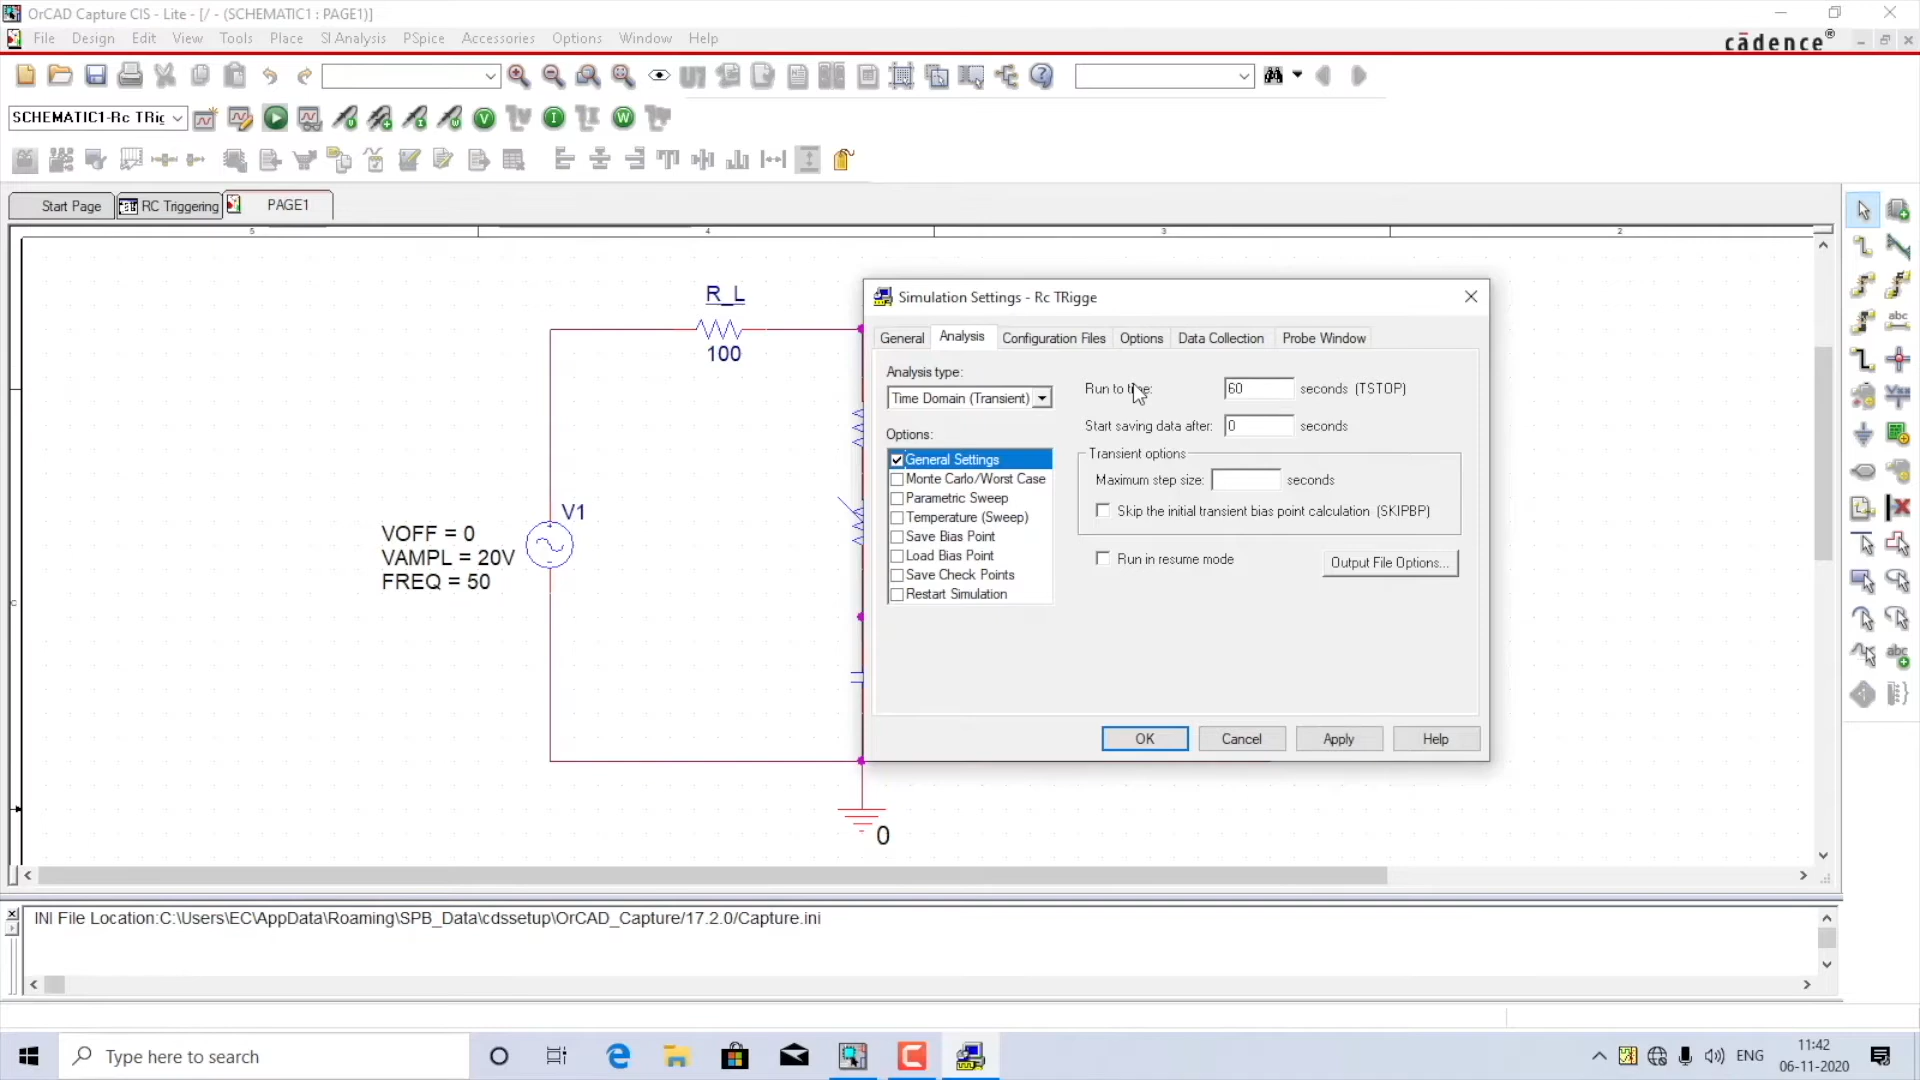 OrCAD Capture CIS - Lite - [/ - (SCHEMATIC1 : PAGE1)]
File Design Edit View Tools Place SI Analysis PSpice Accessories Options Window Help
cādence®
SCHEMATIC1-Rc TRig
Start Page RC Triggering PAGE1
5 4 3 2
R_L
100
V1
VOFF = 0
VAMPL = 20V
FREQ = 50
0
C
Simulation Settings - Rc TRigge
General Analysis Configuration Files Options Data Collection Probe Window
Analysis type:
Time Domain (Transient)
Options:
General Settings
Monte Carlo/Worst Case
Parametric Sweep
Temperature (Sweep)
Save Bias Point
Load Bias Point
Save Check Points
Restart Simulation
Run to time: 60 seconds (TSTOP)
Start saving data after: 0 seconds
Transient options
Maximum step size: seconds
Skip the initial transient bias point calculation (SKIPBP)
Run in resume mode
Output File Options...
OK Cancel Apply Help
INI File Location:C:\Users\EC\AppData\Roaming\SPB_Data\cdssetup\OrCAD_Capture/17.2.0/Capture.ini
Type here to search
ENG
11:42
06-11-2020